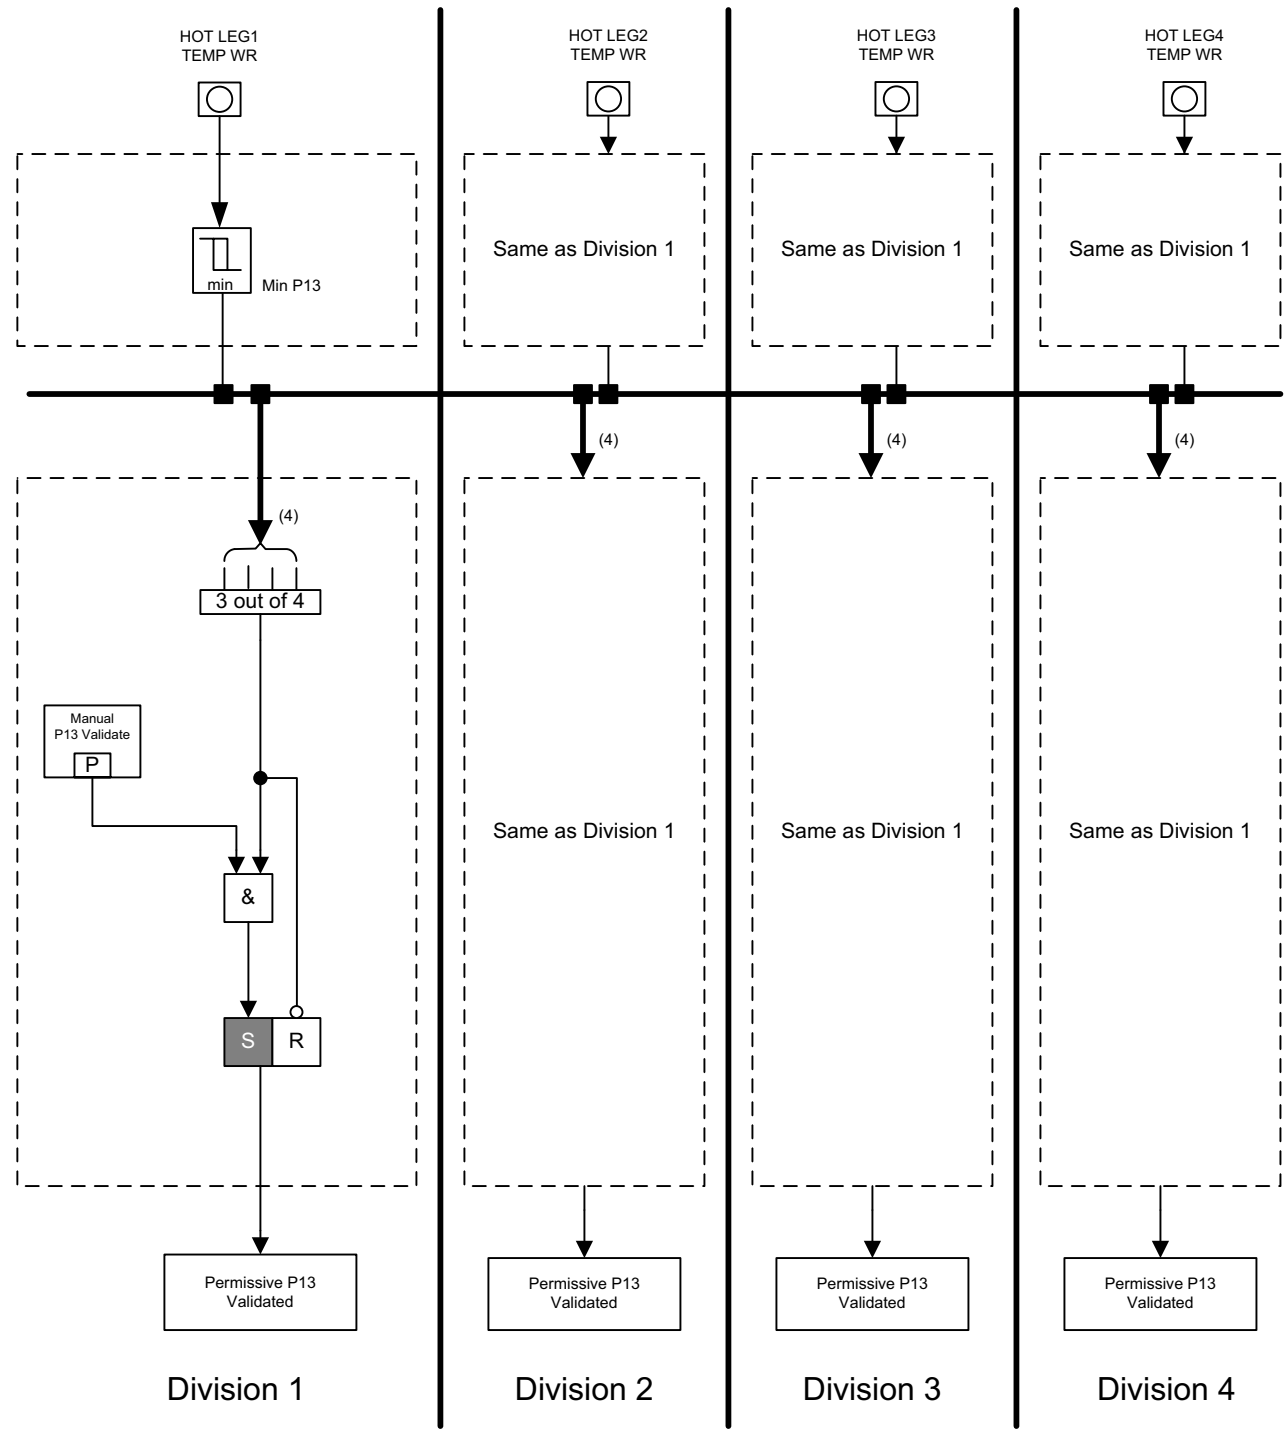 HOT LEG1
TEMP WR
HOT LEG2
TEMP WR
HOT LEG3
TEMP WR
HOT LEG4
TEMP WR
min
Min P13
Same as Division 1
Same as Division 1
Same as Division 1
(4)
(4)
(4)
(4)
3 out of 4
Manual
P13 Validate
P
&
S
R
Same as Division 1
Same as Division 1
Same as Division 1
Permissive P13
Validated
Permissive P13
Validated
Permissive P13
Validated
Permissive P13
Validated
Division 1
Division 2
Division 3
Division 4